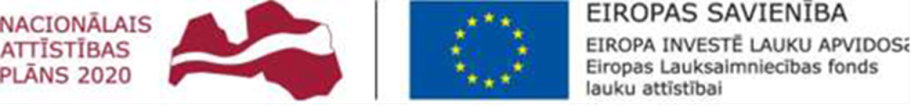 NACIONĀLAIS
ATTĪSTĪBAS
PLĀNS 2020
EIROPAS SAVIENĪBA
EIROPA INVESTĒ LAUKU APVIDOS
Eiropas Lauksaimniecības fonds
lauku attīstībai